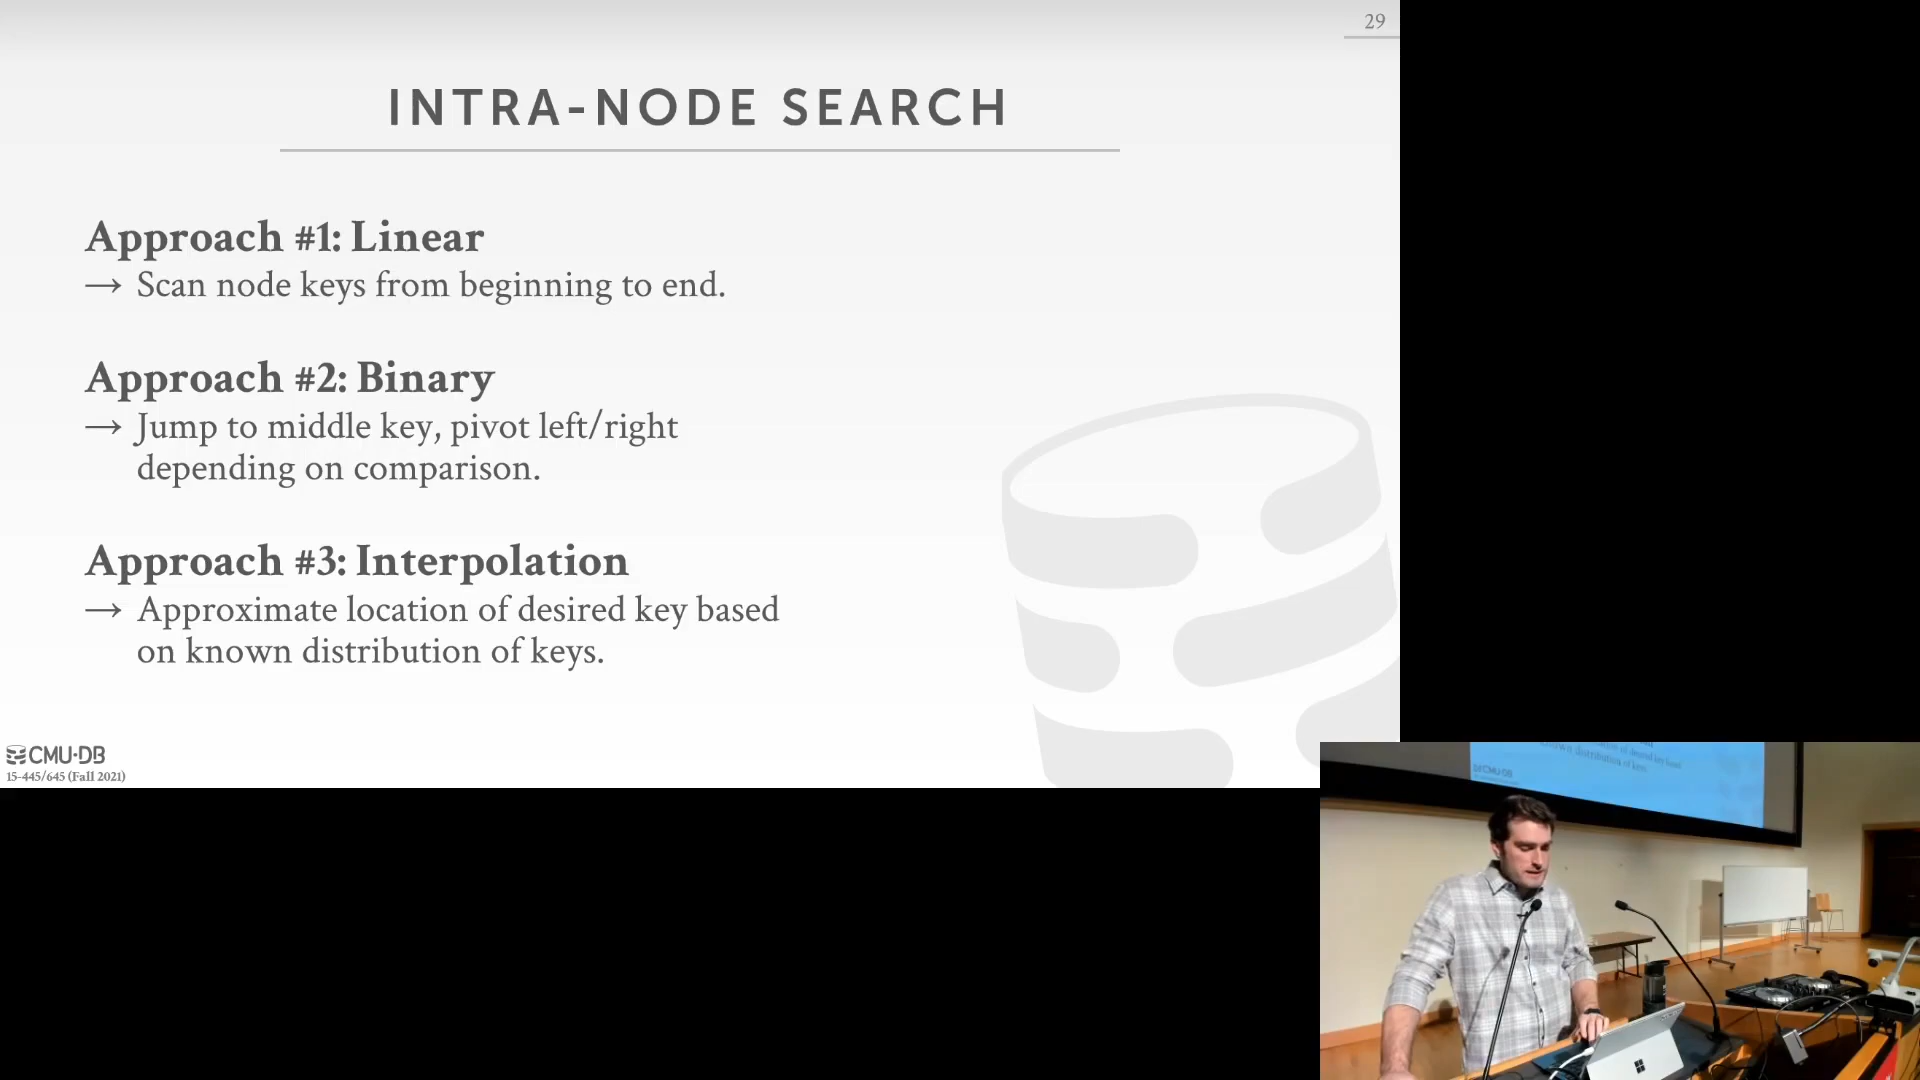 29
INTRA-NODE SEARCH
Approach #1: Linear
→ Scan node keys from beginning to end.
Approach #2: Binary
→ Jump to middle key, pivot left/right
depending on comparison.
Approach #3: Interpolation
→ Approximate location of desired key based
on known distribution of keys.
CMU·DB
15-445/645 (Fall 2021)